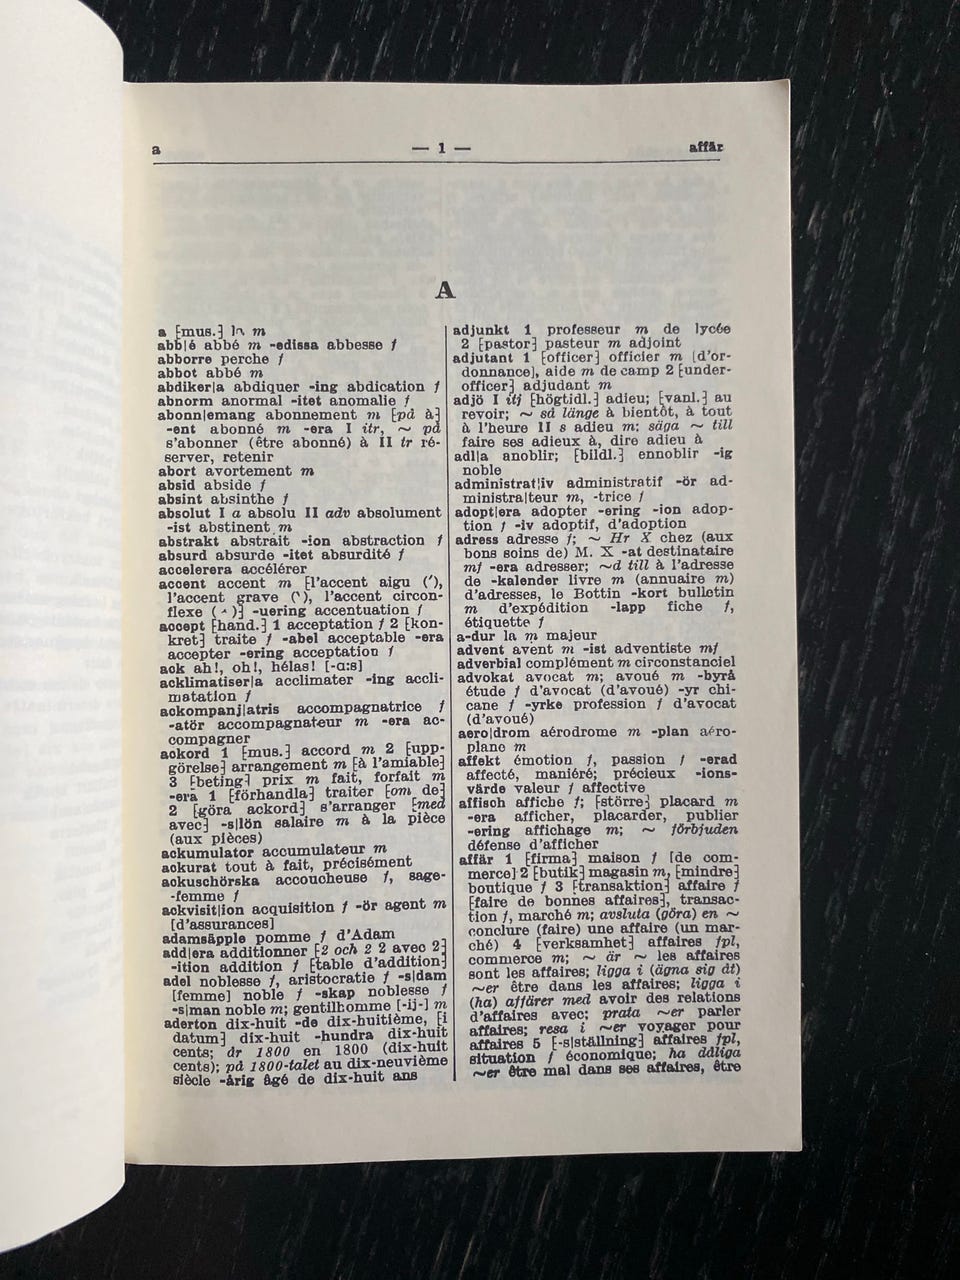 a
— 1 —
affär
A
a [mus.] la m
abb|é abbé m -edissa abbesse f
abborre perche f
abbot abbé m
abdiker|a abdiquer -ing abdication f
abnorm anormal -itet anomalie f
abonn|emang abonnement m [på à]
-ent abonné m -era I itr, ~ på
s'abonner (être abonné) à II tr ré-
server, retenir
abort avortement m
absid abside f
absint absinthe f
absolut I a absolu II adv absolument
-ist abstinent m
abstrakt abstrait -ion abstraction f
absurd absurde -itet absurdité f
accelerera accélérer
accent accent m [l'accent aigu (´),
l'accent grave (`), l'accent circon-
flexe (^)] -uering accentuation f
accept [hand.] 1 acceptation f 2 [kon-
kret] traite f -abel acceptable -era
accepter -ering acceptation f
ack ah!, oh!, hélas! [-ɑ:s]
acklimatiser|a acclimater -ing accli-
matation f
ackompanj|atris accompagnatrice f
-atör accompagnateur m -era ac-
compagner
ackord 1 [mus.] accord m 2 [upp-
görelse] arrangement m [à l'amiable]
3 [beting] prix m fait, forfait m
-era 1 [förhandla] traiter [om de]
2 [göra ackord] s'arranger [med
avec] -s|lön salaire m à la pièce
(aux pièces)
ackumulator accumulateur m
ackurat tout à fait, précisément
ackuschörska accoucheuse f, sage-
-femme f
ackvisit|ion acquisition f -ör agent m
[d'assurances]
adamsäpple pomme f d'Adam
add|era additionner [2 och 2 2 avec 2]
-ition addition f [table d'addition]
adel noblesse f, aristocratie f -s|dam
[femme] noble f -skap noblesse f
-s|man noble m; gentilhomme [-ij-] m
aderton dix-huit -de dix-huitième, [i
datum] dix-huit -hundra dix-huit
cents; år 1800 en 1800 (dix-huit
cents); på 1800-talet au dix-neuvième
siècle -årig âgé de dix-huit ans
adjunkt 1 professeur m de lycée
2 [pastor] pasteur m adjoint
adjutant 1 [officer] officier m [d'or-
donnance], aide m de camp 2 [under-
officer] adjudant m
adjö I itj [högtidl.] adieu; [vanl.] au
revoir; ~ så länge à bientôt, à tout
à l'heure II s adieu m: säga ~ till
faire ses adieux à, dire adieu à
adl|a anoblir; [bildl.] ennoblir -ig
noble
administrat|iv administratif -ör ad-
ministra|teur m, -trice f
adopt|era adopter -ering -ion adop-
tion f -iv adoptif, d'adoption
adress adresse f; ~ Hr X chez (aux
bons soins de) M. X -at destinataire
mf -era adresser; ~d till à l'adresse
de -kalender livre m (annuaire m)
d'adresses, le Bottin -kort bulletin
m d'expédition -lapp fiche f,
étiquette f
a-dur la m majeur
advent avent m -ist adventiste mf
adverbial complément m circonstanciel
advokat avocat m; avoué m -byrå
étude f d'avocat (d'avoué) -yr chi-
cane f -yrke profession f d'avocat
(d'avoué)
aero|drom aérodrome m -plan aéro-
plane m
affekt émotion f, passion f -erad
affecté, maniéré; précieux -ions-
värde valeur f affective
affisch affiche f; [större] placard m
-era afficher, placarder, publier
-ering affichage m; ~ förbjuden
défense d'afficher
affär 1 [firma] maison f [de com-
merce] 2 [butik] magasin m, [mindre]
boutique f 3 [transaktion] affaire f
[faire de bonnes affaires], transac-
tion f, marché m; avsluta (göra) en ~
conclure (faire) une affaire (un mar-
ché) 4 [verksamhet] affaires fpl,
commerce m; ~ är ~ les affaires
sont les affaires; ligga i (ägna sig åt)
~er être dans les affaires; ligga i
(ha) affärer med avoir des relations
d'affaires avec; prata ~er parler
affaires; resa i ~er voyager pour
affaires 5 [-s|ställning] affaires fpl,
situation f économique; ha dåliga
~er être mal dans ses affaires, être